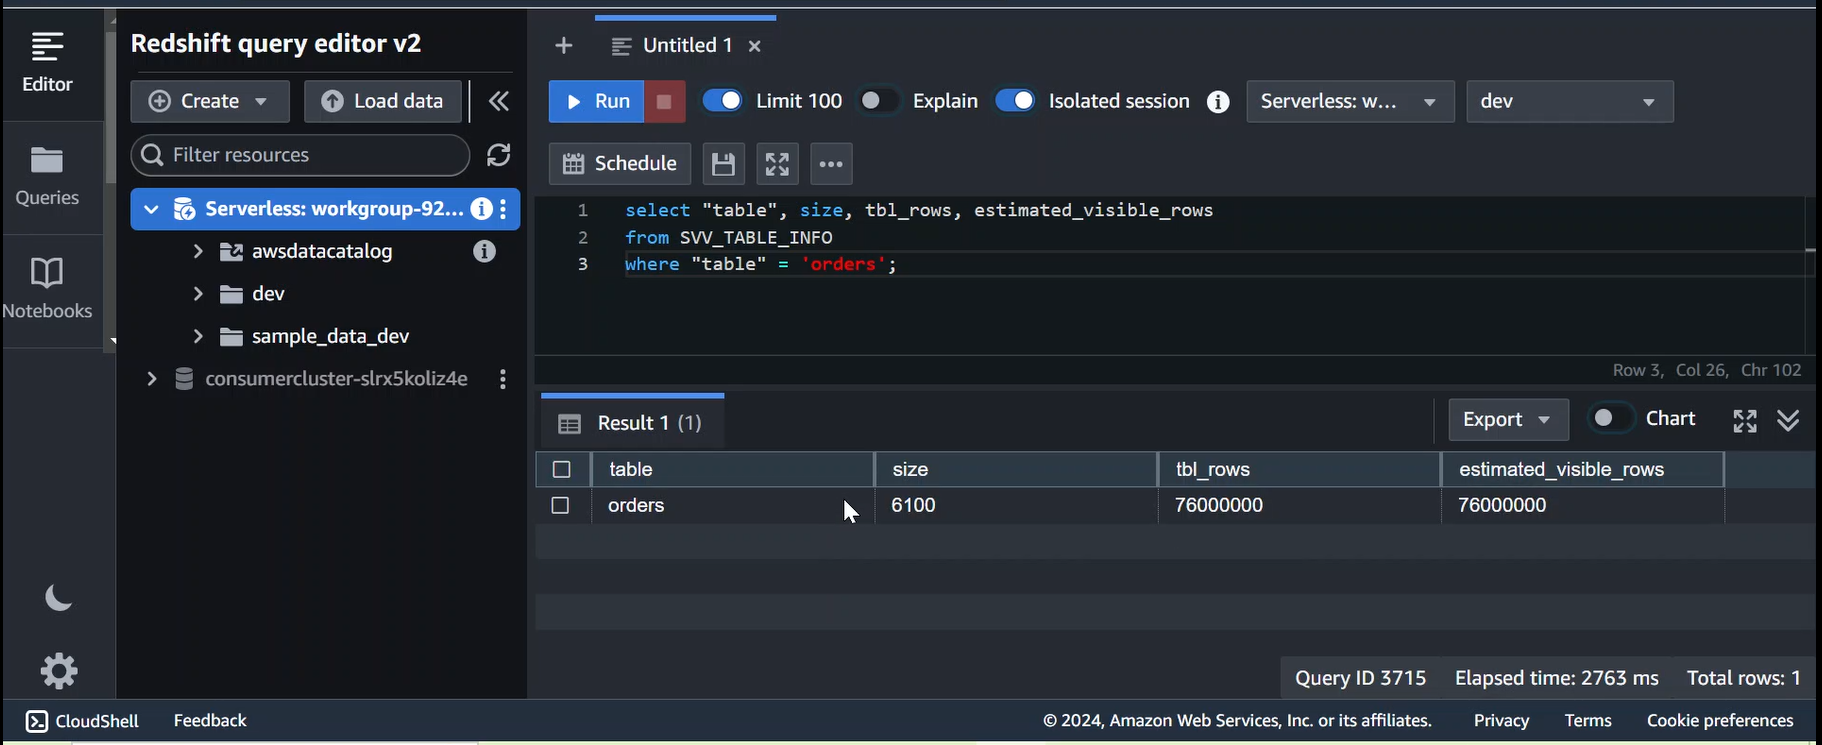 Editor
Queries
Notebooks
Redshift query editor v2
Create
Load data
Filter resources
Serverless: workgroup-92...
awsdatacatalog
dev
sample_data_dev
consumercluster-slrx5koliz4e
Untitled 1
Run
Limit 100
Explain
Isolated session
Serverless: w...
dev
Schedule
1 select "table", size, tbl_rows, estimated_visible_rows
2 from SVV_TABLE_INFO
3 where "table" = 'orders';
Row 3, Col 26, Chr 102
Result 1 (1)
Export
Chart
table size tbl_rows estimated_visible_rows
orders 6100 76000000 76000000
Query ID 3715 Elapsed time: 2763 ms Total rows: 1
CloudShell Feedback © 2024, Amazon Web Services, Inc. or its affiliates. Privacy Terms Cookie preferences